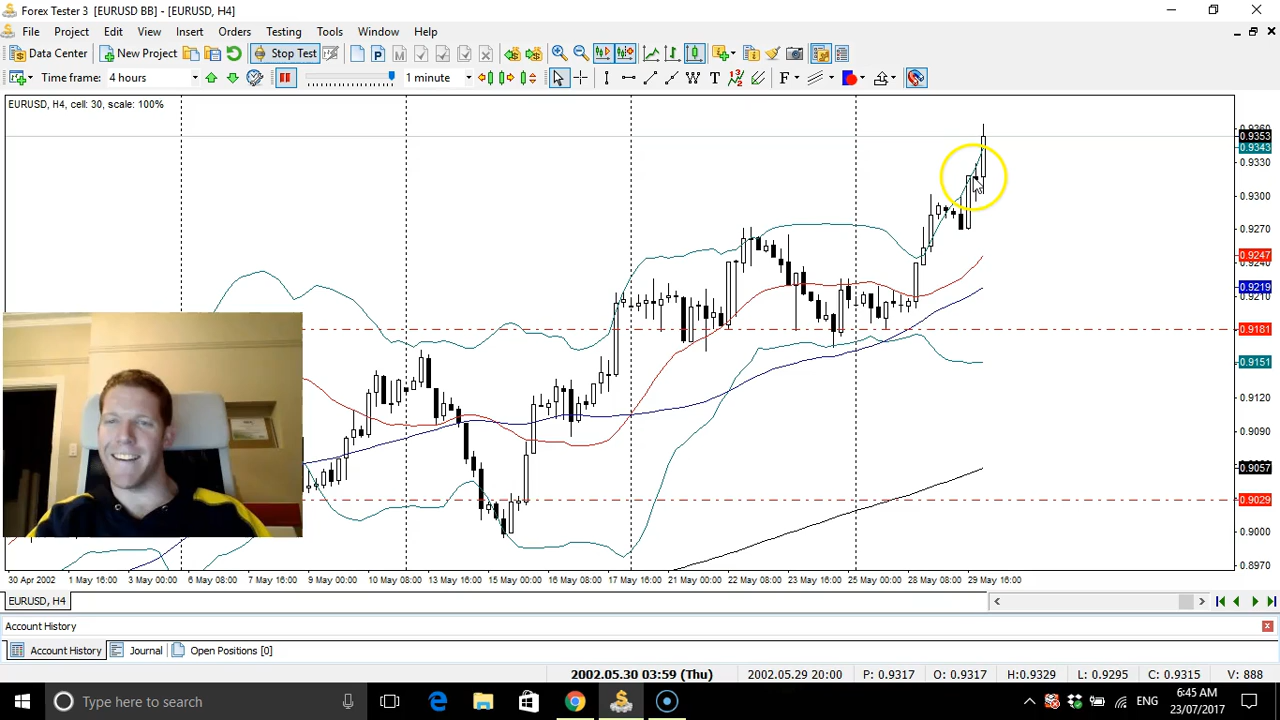 Forex Tester 3 [EURUSD BB] - [EURUSD, H4]
File Project Edit View Insert Orders Testing Tools Window Help
Data Center New Project Stop Test P M
Time frame: 4 hours 1 minute T F
EURUSD, H4, cell: 30, scale: 100%
0.9360
0.9353
0.9343
0.9330
0.9300
0.9270
0.9247
0.9240
0.9219
0.9210
0.9181
0.9151
0.9120
0.9090
0.9057
0.9029
0.9000
0.8970
30 Apr 2002 1 May 16:00 3 May 00:00 6 May 08:00 7 May 16:00 9 May 00:00 10 May 08:00 13 May 16:00 15 May 00:00 16 May 08:00 17 May 16:00 21 May 00:00 22 May 08:00 23 May 16:00 25 May 00:00 28 May 08:00 29 May 16:00
EURUSD, H4
Account History
Account History Journal Open Positions [0]
2002.05.30 03:59 (Thu) 2002.05.29 20:00 P: 0.9317 O: 0.9317 H:0.9329 L: 0.9295 C: 0.9315 V: 888
Type here to search ENG 6:45 AM
23/07/2017